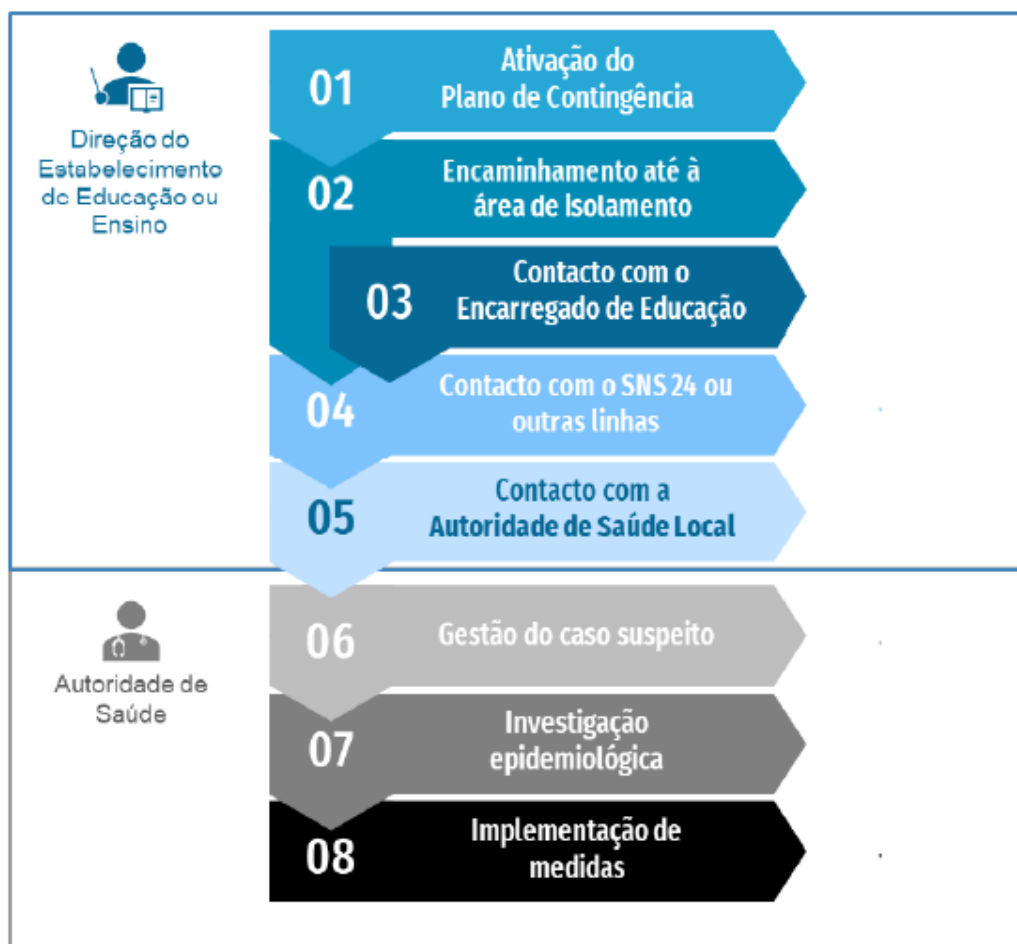 Direção do
Estabelecimento
de Educação ou
Ensino
01
Ativação do
Plano de Contingência
02
Encaminhamento até à
área de Isolamento
03
Contacto com o
Encarregado de Educação
04
Contacto com o SNS 24 ou
outras linhas
05
Contacto com a
Autoridade de Saúde Local
Autoridade de
Saúde
06
Gestão do caso suspeito
07
Investigação
epidemiológica
08
Implementação de
medidas